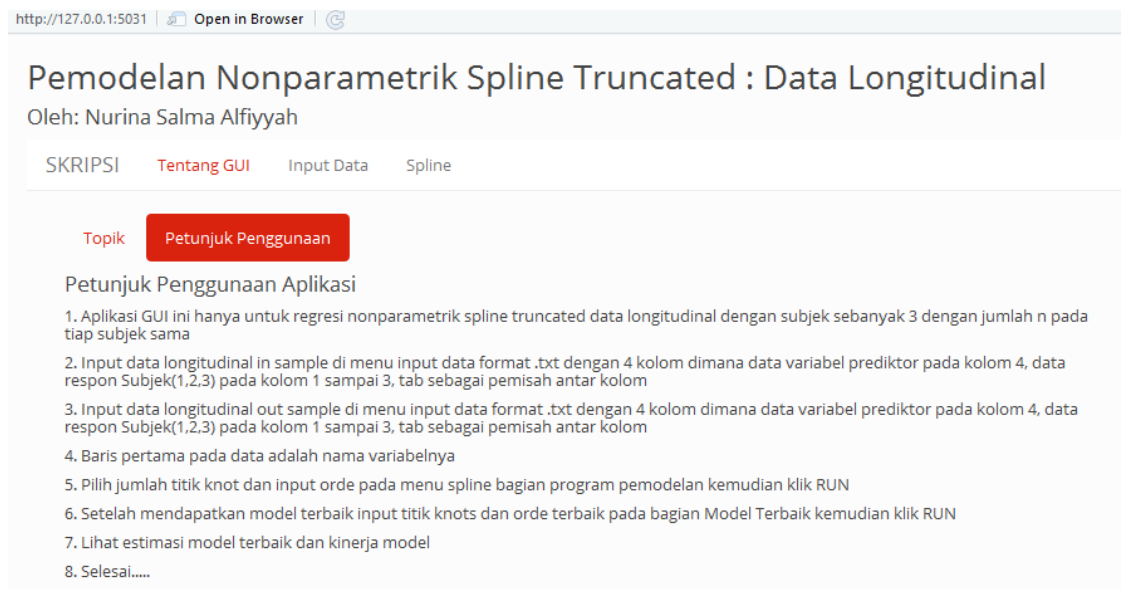 http://127.0.0.1:5031 Open in Browser
Pemodelan Nonparametrik Spline Truncated : Data Longitudinal
Oleh: Nurina Salma Alfiyyah
SKRIPSI Tentang GUI Input Data Spline
Topik Petunjuk Penggunaan
Petunjuk Penggunaan Aplikasi
1. Aplikasi GUI ini hanya untuk regresi nonparametrik spline truncated data longitudinal dengan subjek sebanyak 3 dengan jumlah n pada
tiap subjek sama
2. Input data longitudinal in sample di menu input data format .txt dengan 4 kolom dimana data variabel prediktor pada kolom 4, data
respon Subjek(1,2,3) pada kolom 1 sampai 3, tab sebagai pemisah antar kolom
3. Input data longitudinal out sample di menu input data format .txt dengan 4 kolom dimana data variabel prediktor pada kolom 4, data
respon Subjek(1,2,3) pada kolom 1 sampai 3, tab sebagai pemisah antar kolom
4. Baris pertama pada data adalah nama variabelnya
5. Pilih jumlah titik knot dan input orde pada menu spline bagian program pemodelan kemudian klik RUN
6. Setelah mendapatkan model terbaik input titik knots dan orde terbaik pada bagian Model Terbaik kemudian klik RUN
7. Lihat estimasi model terbaik dan kinerja model
8. Selesai.....